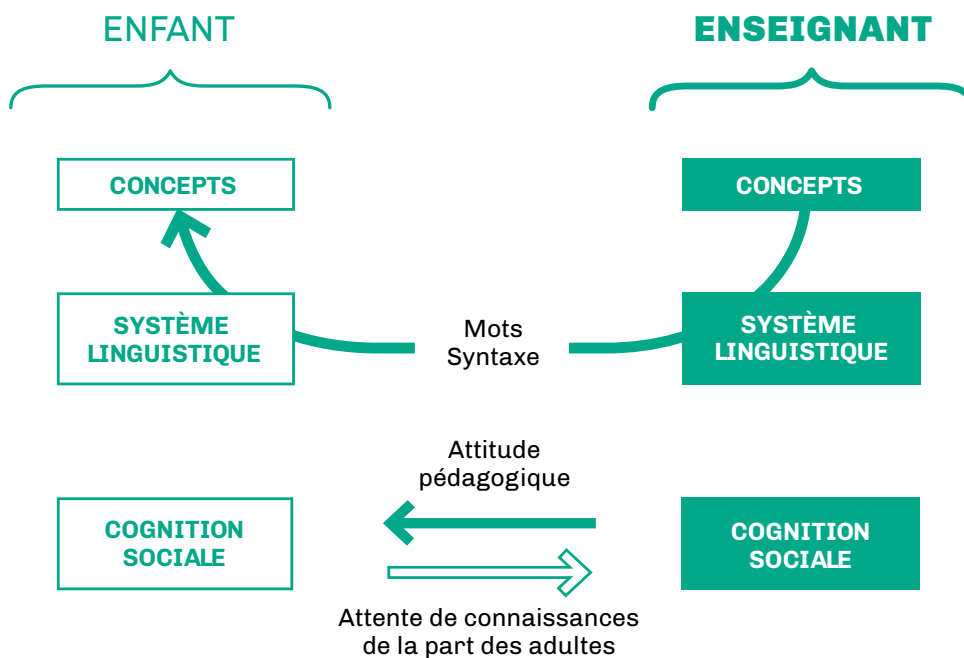 ENFANT
ENSEIGNANT
CONCEPTS
CONCEPTS
SYSTÈME
LINGUISTIQUE
Mots
Syntaxe
SYSTÈME
LINGUISTIQUE
Attitude
pédagogique
COGNITION
SOCIALE
COGNITION
SOCIALE
Attente de connaissances
de la part des adultes